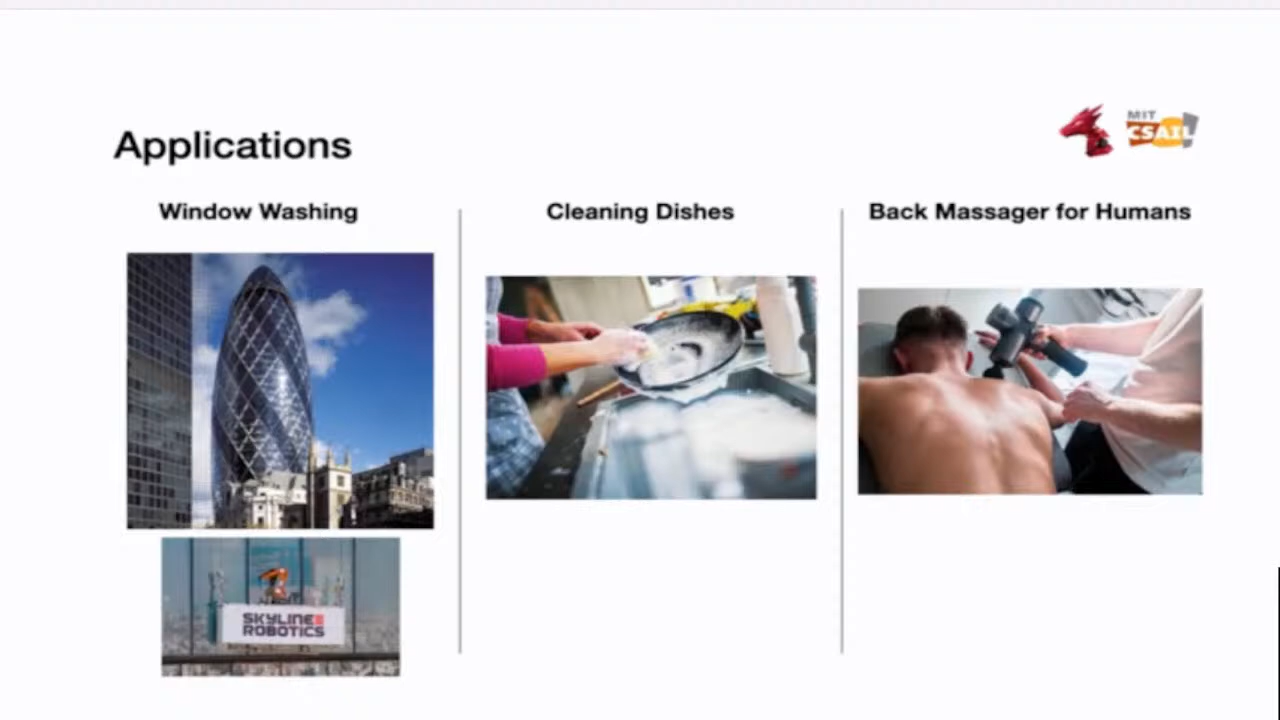 Applications
MIT
CSAIL
Window Washing
Cleaning Dishes
Back Massager for Humans
SKYLINE
ROBOTICS